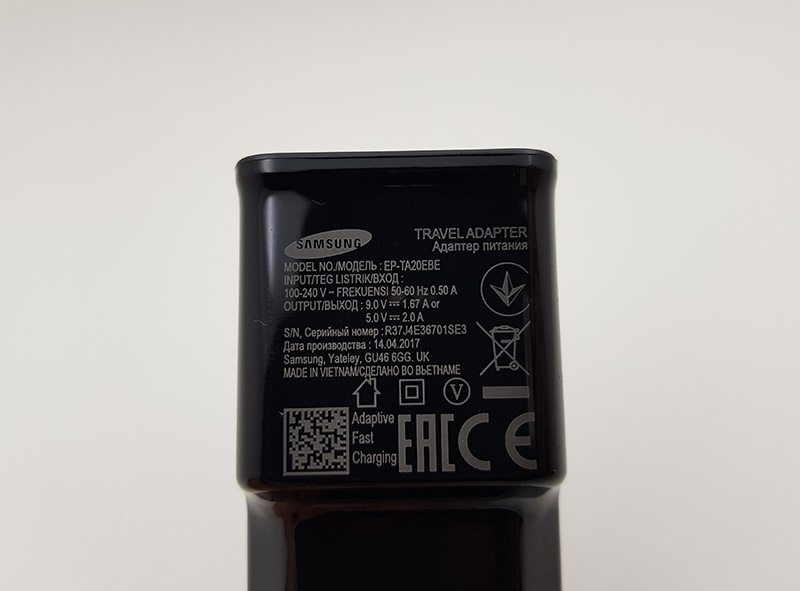 SAMSUNG
TRAVEL ADAPTER
Адаптер питания
MODEL NO./МОДЕЛЬ : EP-TA20EBE
INPUT/TEG LISTRIK/ВХОД :
100-240 V ~ FREKUENSI 50-60 Hz 0.50 A
OUTPUT/ВЫХОД : 9.0 V ⎓ 1.67 A or
5.0 V ⎓ 2.0 A
S/N, Серийный номер : R37J4E36701SE3
Дата производства : 14.04.2017
Samsung, Yateley, GU46 6GG. UK
MADE IN VIETNAM/СДЕЛАНО ВО ВЬЕТНАМЕ
V
Adaptive
Fast
Charging
EAC CE